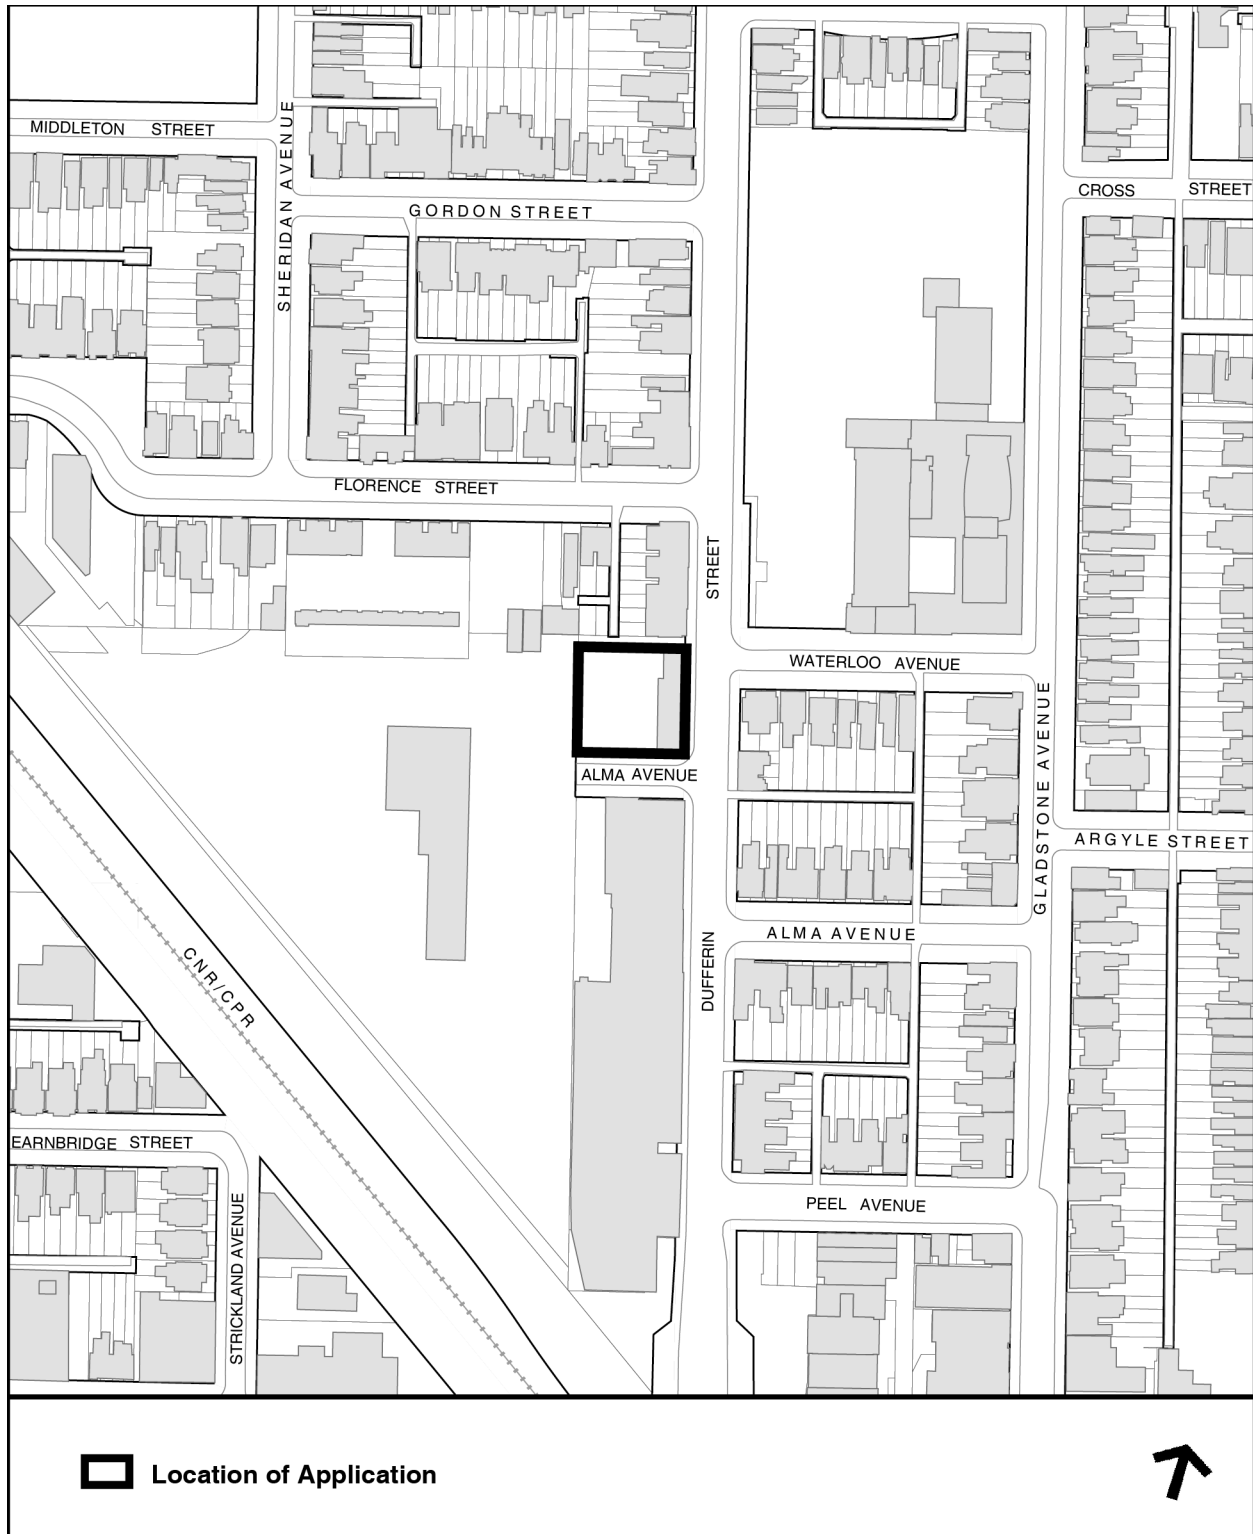 MIDDLETON STREET
SHERIDAN AVENUE
CROSS STREET
GORDON STREET
FLORENCE STREET
STREET
WATERLOO AVENUE
GLADSTONE AVENUE
ALMA AVENUE
ARGYLE STREET
ALMA AVENUE
DUFFERIN
CNR/CPR
EARNBRIDGE STREET
STRICKLAND AVENUE
PEEL AVENUE
Location of Application